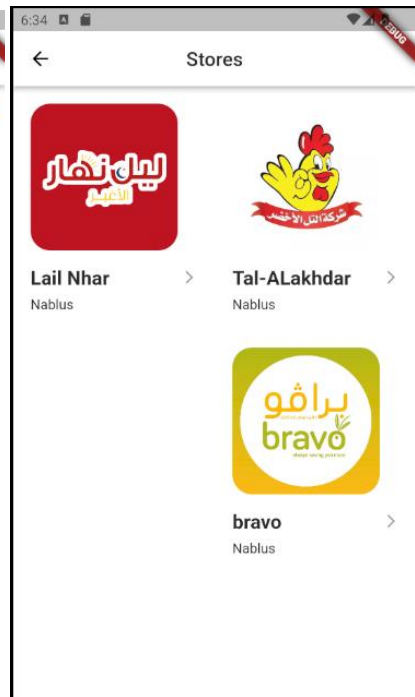 6:34
DEBUG
Stores
ليل نهار
الأغبر
Lail Nhar
Nablus
شركة التل الأخضر
Tal-ALakhdar
Nablus
براڤو
bravo
bravo
Nablus